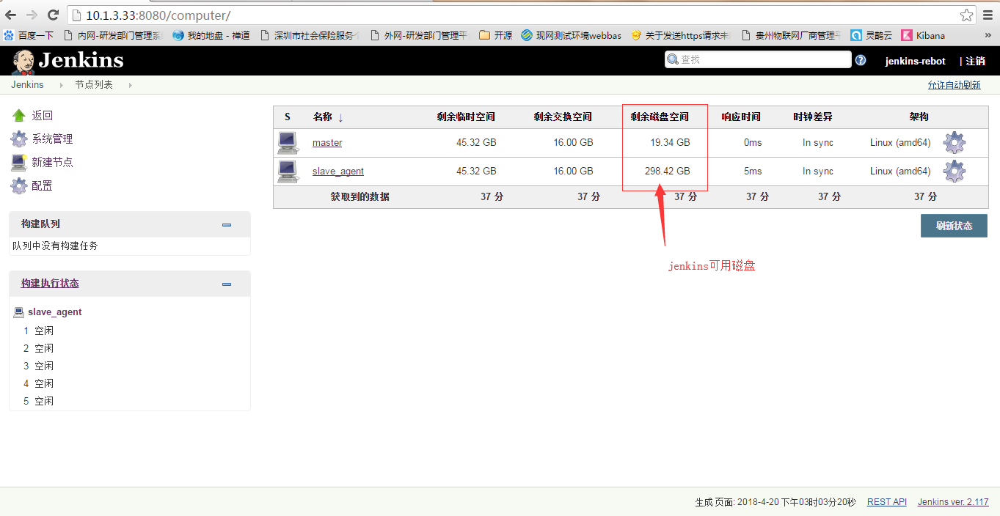 10.1.3.33:8080/computer/
百度一下 内网-研发部门管理系 我的地盘 - 禅道 深圳市社会保险服务个 外网-研发部门管理平 开源 现网测试环境webbas 关于发送https请求未 贵州物联网厂商管理平 灵鹊云 Kibana »
Jenkins 查找 jenkins-rebot | 注销
Jenkins 节点列表 允许自动刷新
返回
系统管理
新建节点
配置
构建队列
队列中没有构建任务
构建执行状态
slave_agent
1 空闲
2 空闲
3 空闲
4 空闲
5 空闲
S 名称 ↓ 剩余临时空间 剩余交换空间 剩余磁盘空间 响应时间 时钟差异 架构
master 45.32 GB 16.00 GB 19.34 GB 0ms In sync Linux (amd64)
slave_agent 45.32 GB 16.00 GB 298.42 GB 5ms In sync Linux (amd64)
获取到的数据 37 分 37 分 37 分 37 分 37 分 37 分
刷新状态
jenkins可用磁盘
生成页面: 2018-4-20 下午03时03分20秒 REST API Jenkins ver. 2.117